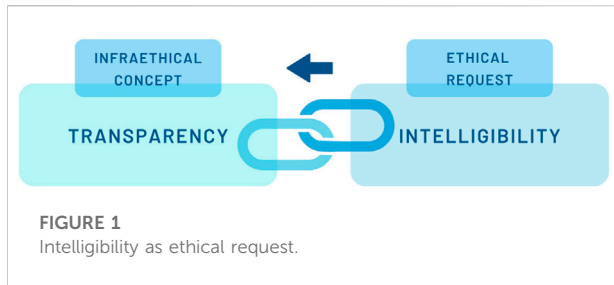 INFRAETHICAL
CONCEPT
ETHICAL
REQUEST
TRANSPARENCY
INTELLIGIBILITY
FIGURE 1
Intelligibility as ethical request.